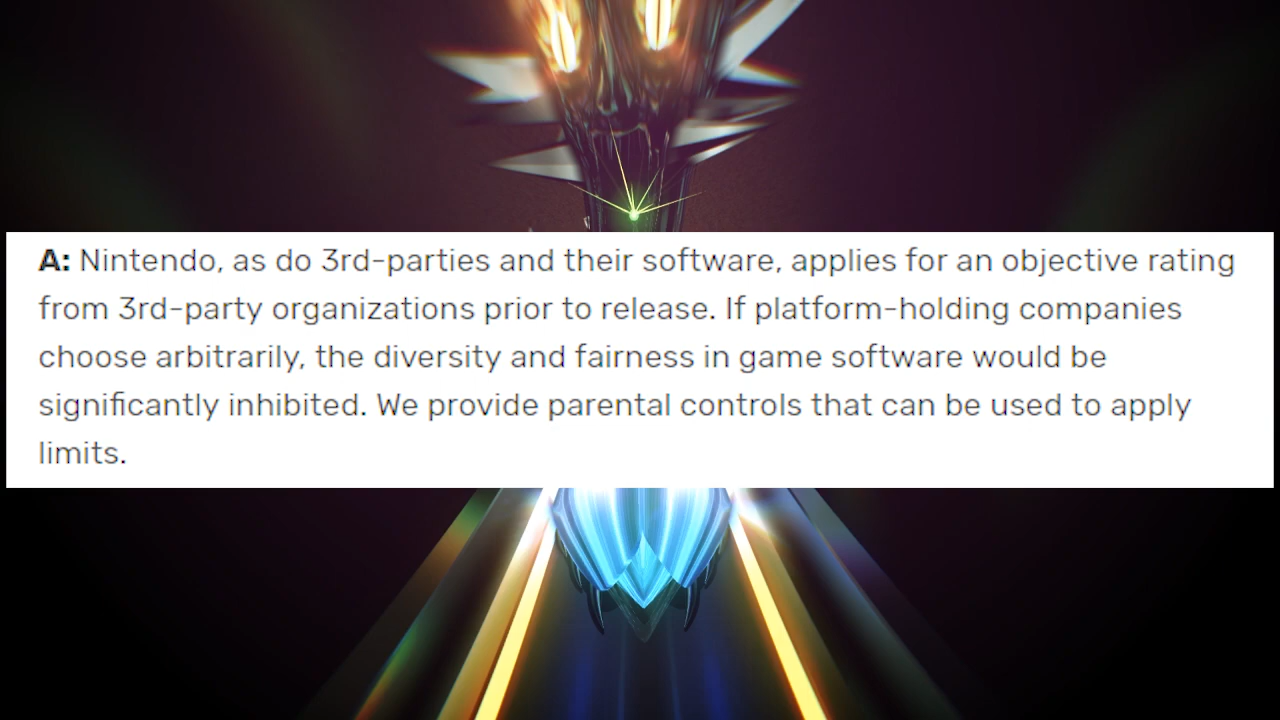 A: Nintendo, as do 3rd-parties and their software, applies for an objective rating
from 3rd-party organizations prior to release. If platform-holding companies
choose arbitrarily, the diversity and fairness in game software would be
significantly inhibited. We provide parental controls that can be used to apply
limits.